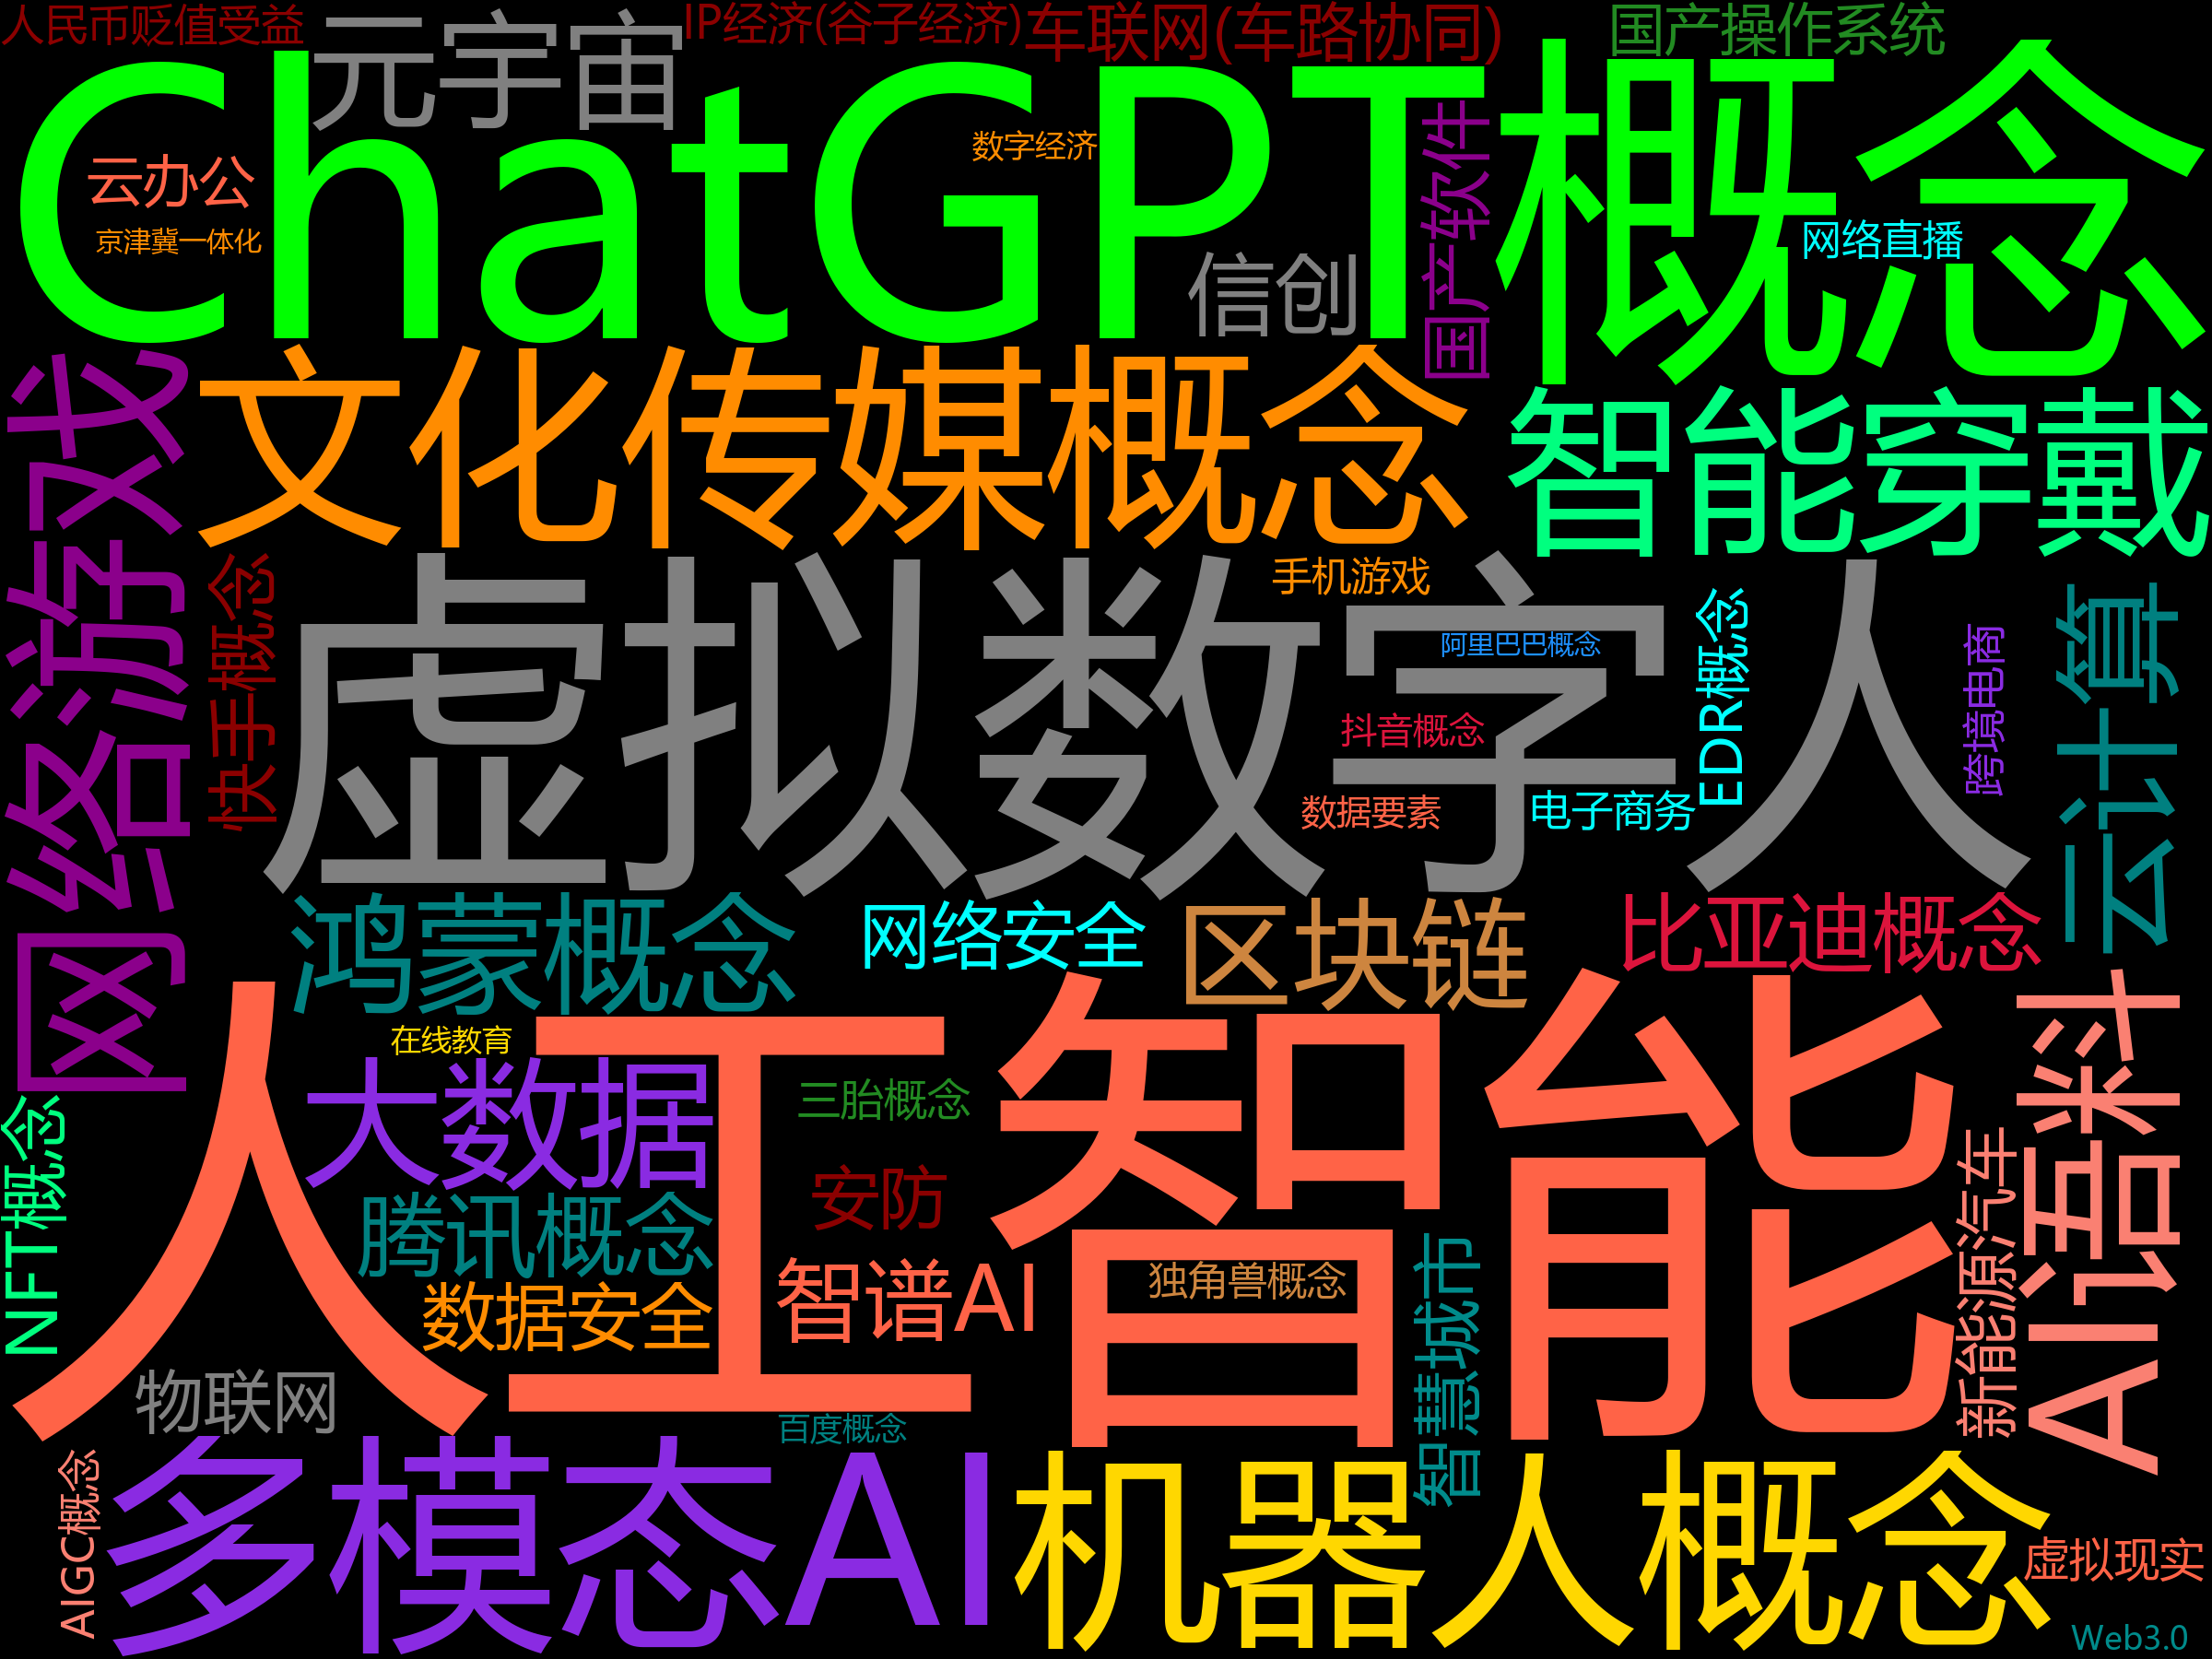 人民币贬值受益
元宇宙
IP经济(谷子经济)
车联网(车路协同)
国产操作系统
ChatGPT概念
云办公
数字经济
国产软件
京津冀一体化
网络直播
信创
网络游戏
文化传媒概念
智能穿戴
快手概念
虚拟数字人
手机游戏
阿里巴巴概念
EDR概念
跨境电商
云计算
抖音概念
数据要素
电子商务
鸿蒙概念
网络安全
区块链
比亚迪概念
人工智能
AI语料
在线教育
大数据
三胎概念
NFT概念
安防
新能源汽车
腾讯概念
智谱AI
独角兽概念
智慧城市
数据安全
物联网
百度概念
AIGC概念
多模态AI
机器人概念
虚拟现实
Web3.0